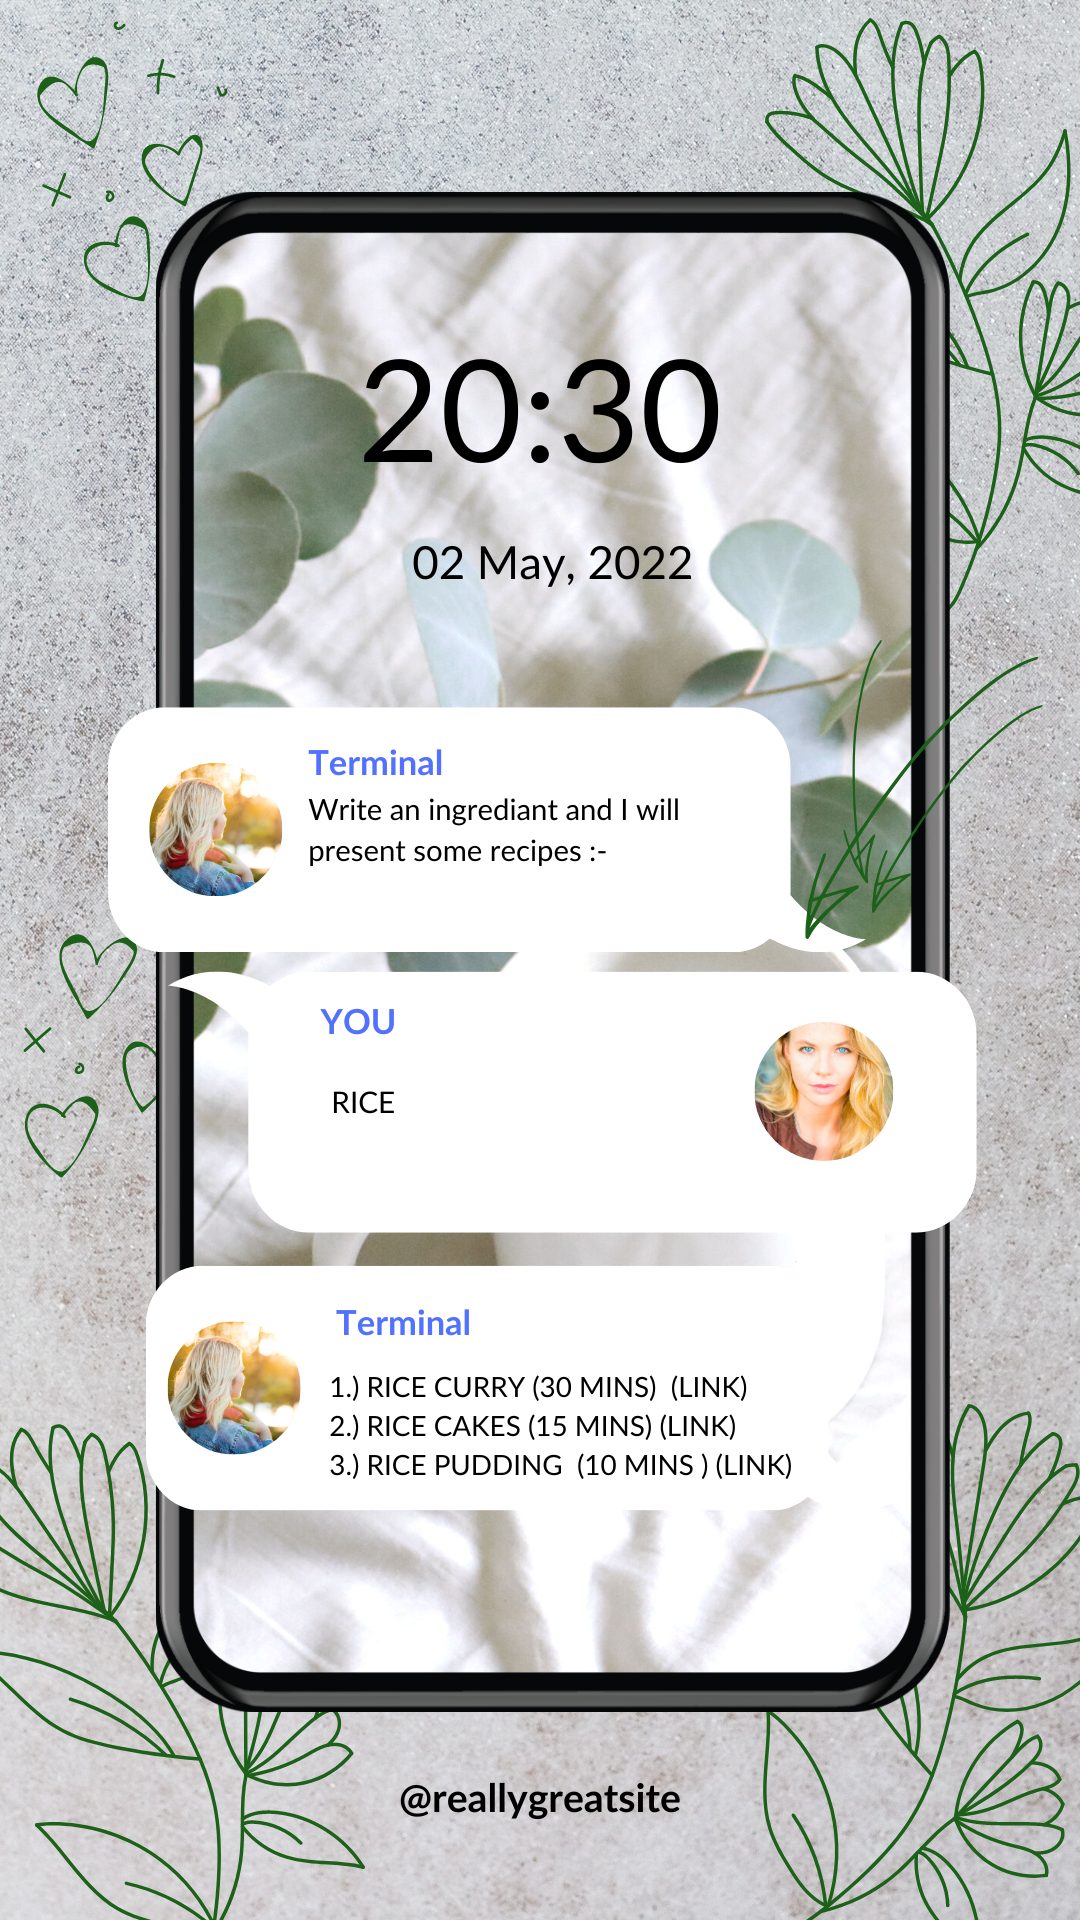 20:30
02 May, 2022
Terminal
Write an ingrediant and I will
present some recipes :-
YOU
RICE
Terminal
1.) RICE CURRY (30 MINS)  (LINK)
2.) RICE CAKES (15 MINS) (LINK)
3.) RICE PUDDING  (10 MINS ) (LINK)
@reallygreatsite